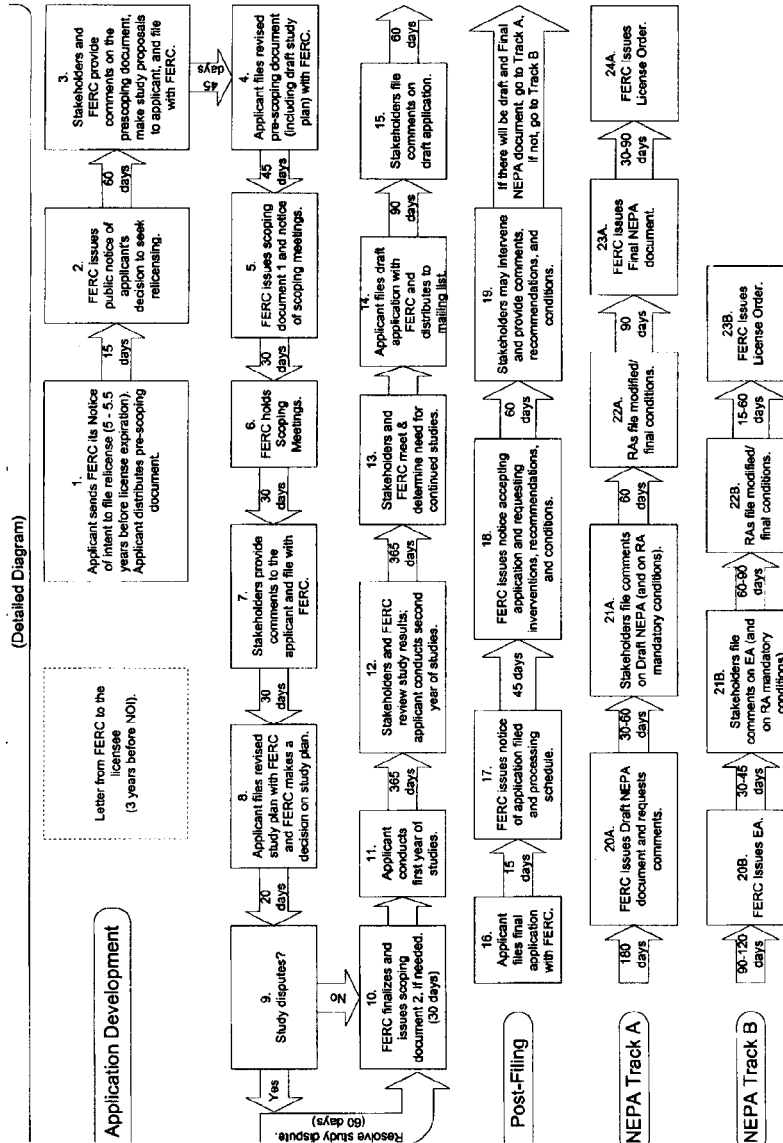 (Detailed Diagram)
Application Development
Letter from FERC to the
licensee
(3 years before NOI).
1.
Applicant sends FERC its Notice
of intent to file relicense (5 - 5.5
years before license expiration).
Applicant distributes pre-scoping
document.
15
days
2.
FERC issues
public notice of
applicant's
decision to seek
relicensing.
60
days
3.
Stakeholders and
FERC provide
comments on the
prescoping document,
make study proposals
to applicant, and file
with FERC.
45
days
4.
Applicant files revised
pre-scoping document
(including draft study
plan) with FERC.
45
days
5.
FERC issues scoping
document 1 and notice
of scoping meetings.
30
days
6.
FERC holds
Scoping
Meetings.
30
days
7.
Stakeholders provide
comments to the
applicant and file with
FERC.
30
days
8.
Applicant files revised
study plan with FERC
and FERC makes a
decision on study plan.
20
days
9.
Study disputes?
Yes
Resolve study dispute.
(60 days)
No
10.
FERC finalizes and
issues scoping
document 2, if needed.
(30 days)
11.
Applicant
conducts
first year of
studies.
365
days
12.
Stakeholders and FERC
review study results;
applicant conducts second
year of studies.
365
days
13.
Stakeholders and
FERC meet &
determine need for
continued studies.
14.
Applicant files draft
application with
FERC and
distributes to
mailing list.
90
days
15.
Stakeholders file
comments on
draft application.
60
days
Post-Filing
16.
Applicant
files final
application
with FERC.
15
days
17.
FERC issues notice
of application filed
and processing
schedule.
45 days
18.
FERC issues notice accepting
application and requesting
inverventions, recommendations,
and conditions.
60
days
19.
Stakeholders may intervene
and provide comments,
recommendations, and
conditions.
If there will be draft and Final
NEPA document, go to Track A,
if not, go to Track B
NEPA Track A
180
days
20A.
FERC issues Draft NEPA
document and requests
comments.
30-60
days
21A.
Stakeholders file comments
on Draft NEPA (and on RA
mandatory conditions).
60
days
22A.
RAs file modified/
final conditions.
90
days
23A.
FERC issues
Final NEPA
document.
30-90
days
24A.
FERC issues
License Order.
NEPA Track B
90-120
days
20B.
FERC Issues EA.
30-45
days
21B.
Stakeholders file
comments on EA (and
on RA mandatory
conditions)
60-90
days
22B.
RAs file modified/
final conditions.
15-60
days
23B.
FERC issues
License Order.